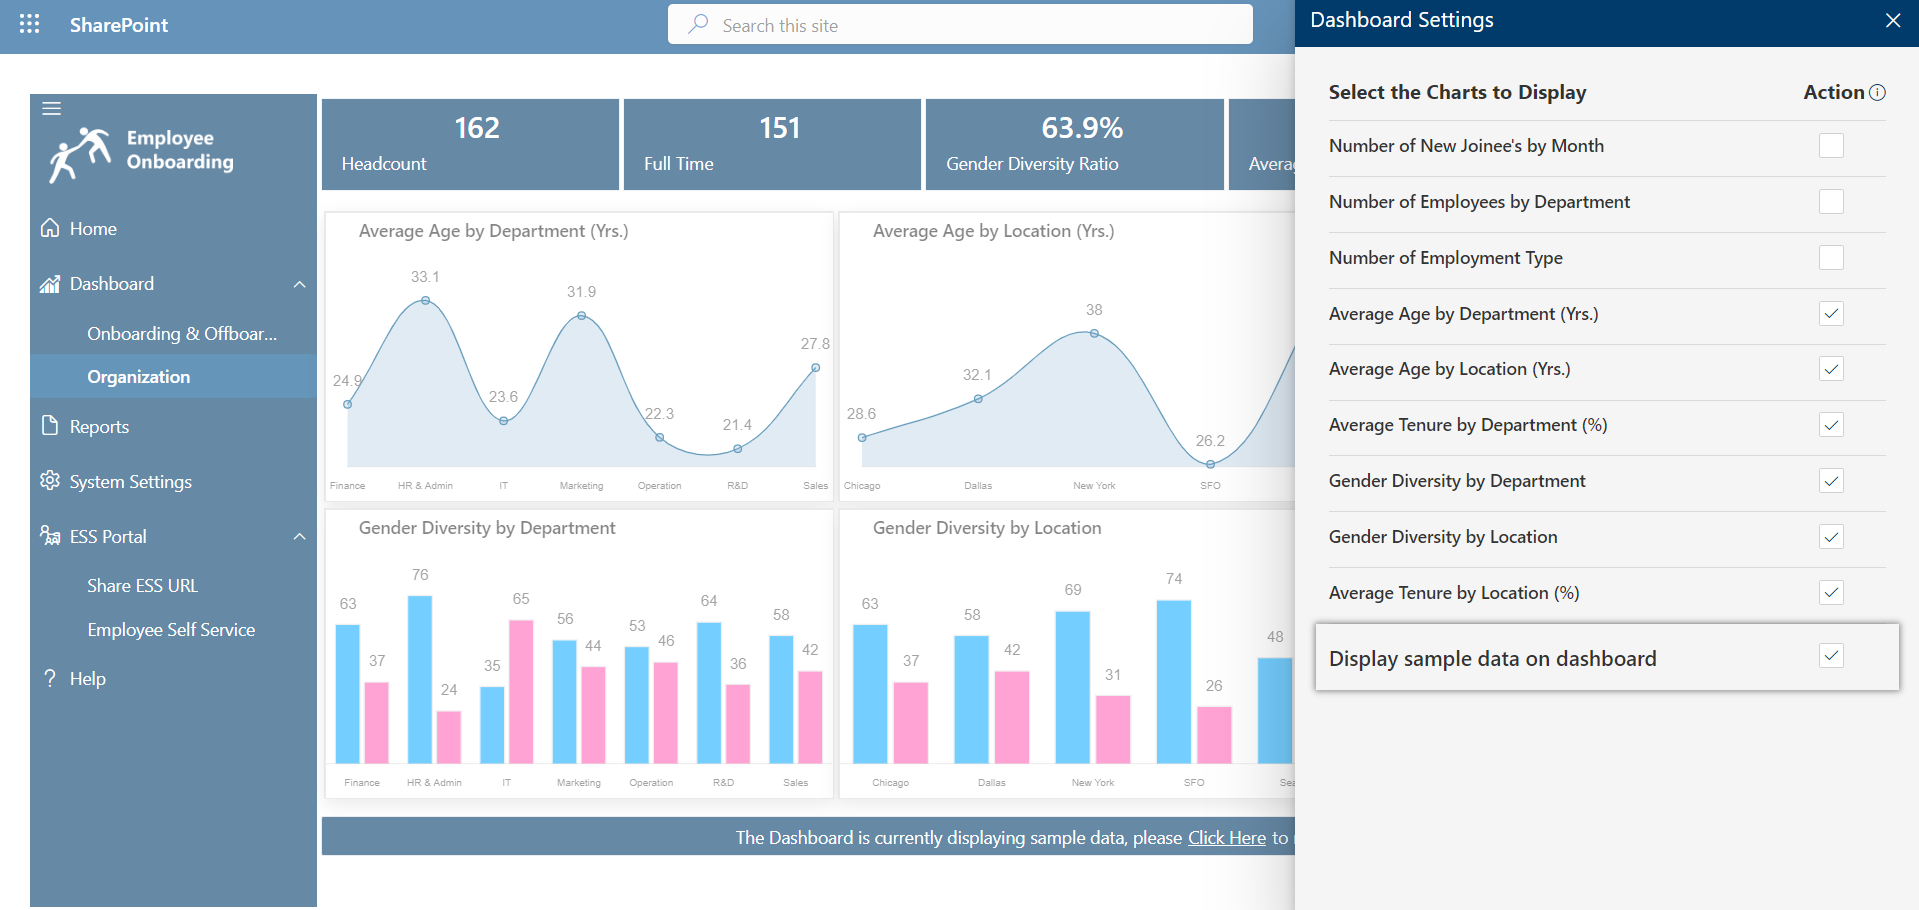 SharePoint
Search this site
Dashboard Settings
Employee
Onboarding
Home
Dashboard
Onboarding & Offboar...
Organization
Reports
System Settings
ESS Portal
Share ESS URL
Employee Self Service
Help
162
Headcount
151
Full Time
63.9%
Gender Diversity Ratio
Average Age by Department (Yrs.)
33.1
31.9
27.8
24.9
23.6
22.3
21.4
Finance HR & Admin IT Marketing Operation R&D Sales
Average Age by Location (Yrs.)
38
32.1
28.6
26.2
Chicago Dallas New York SFO
Gender Diversity by Department
63 37 76 24 35 65 56 44 53 46 64 36 58 42
Finance HR & Admin IT Marketing Operation R&D Sales
Gender Diversity by Location
63 37 58 42 69 31 74 26 48
Chicago Dallas New York SFO
The Dashboard is currently displaying sample data, please Click Here to
Select the Charts to Display Action
Number of New Joinee's by Month
Number of Employees by Department
Number of Employment Type
Average Age by Department (Yrs.)
Average Age by Location (Yrs.)
Average Tenure by Department (%)
Gender Diversity by Department
Gender Diversity by Location
Average Tenure by Location (%)
Display sample data on dashboard